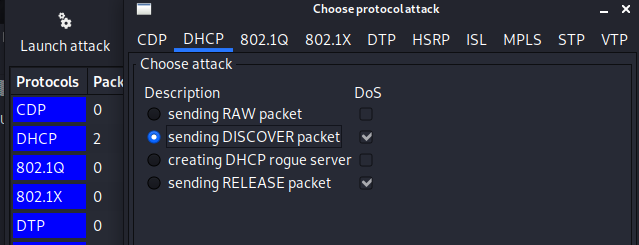 Choose protocol attack
Launch attack
CDP DHCP 802.1Q 802.1X DTP HSRP ISL MPLS STP VTP
Choose attack
Protocols Pack
Description DoS
CDP 0
sending RAW packet
DHCP 2
sending DISCOVER packet
802.1Q 0
creating DHCP rogue server
802.1X 0
sending RELEASE packet
DTP 0